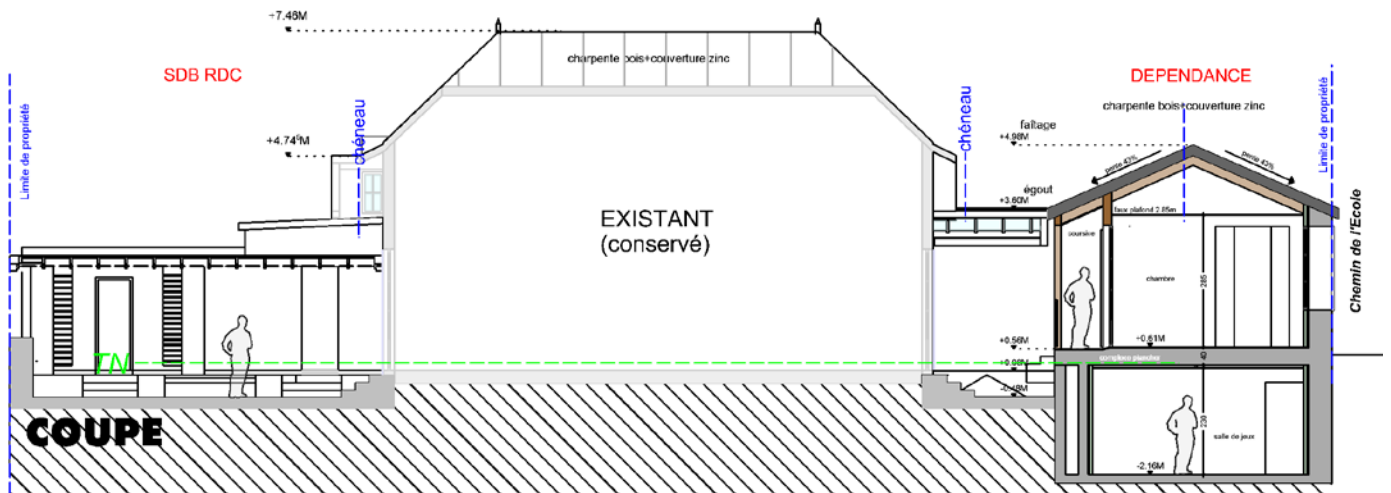 +7.46M
charpente bois+couverture zinc
SDB RDC
DEPENDANCE
charpente bois+couverture zinc
Limite de propriété
chéneau
chéneau
Limite de propriété
faîtage
+4.98M
+4.74⁵M
pente 43%
pente 43%
égout
+3.60M
faux plafond 2.85m
EXISTANT
(conservé)
coursive
chambre
285
Chemin de l'Ecole
+0.56M
+0.61M
TN
complexe plancher
+0.00M
-0.48M
COUPE
230
salle de jeux
-2.16M